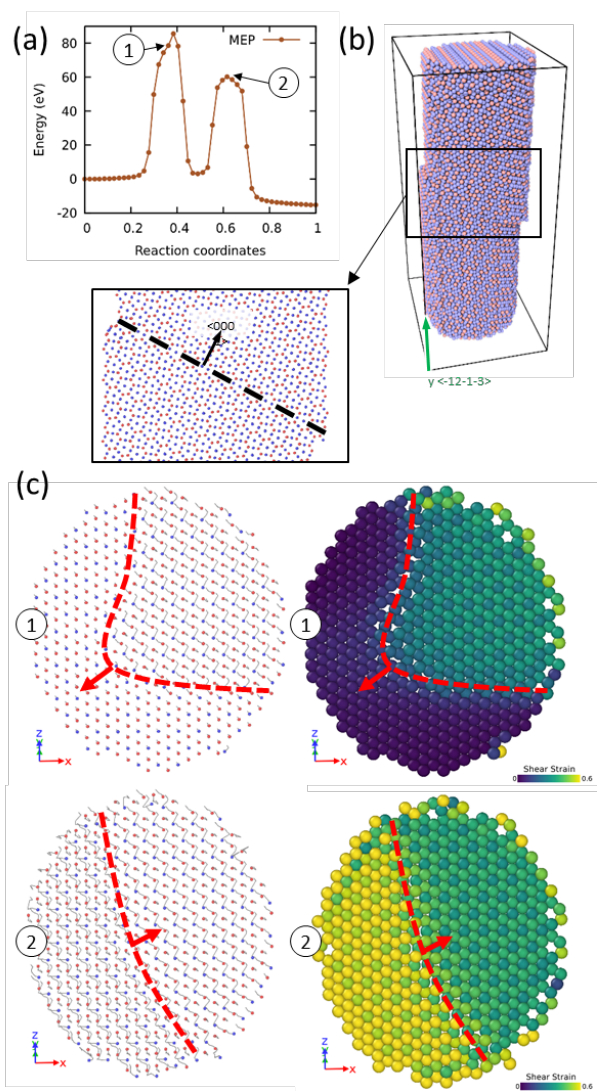 (a)
MEP
1
2
Energy (eV)
80
60
40
20
0
-20
0
0.2
0.4
0.6
0.8
1
Reaction coordinates
(b)
y <-12-1-3>
<000
(c)
1
z
x
1
z
x
Shear Strain
0
0.6
2
z
x
2
z
x
Shear Strain
0
0.6